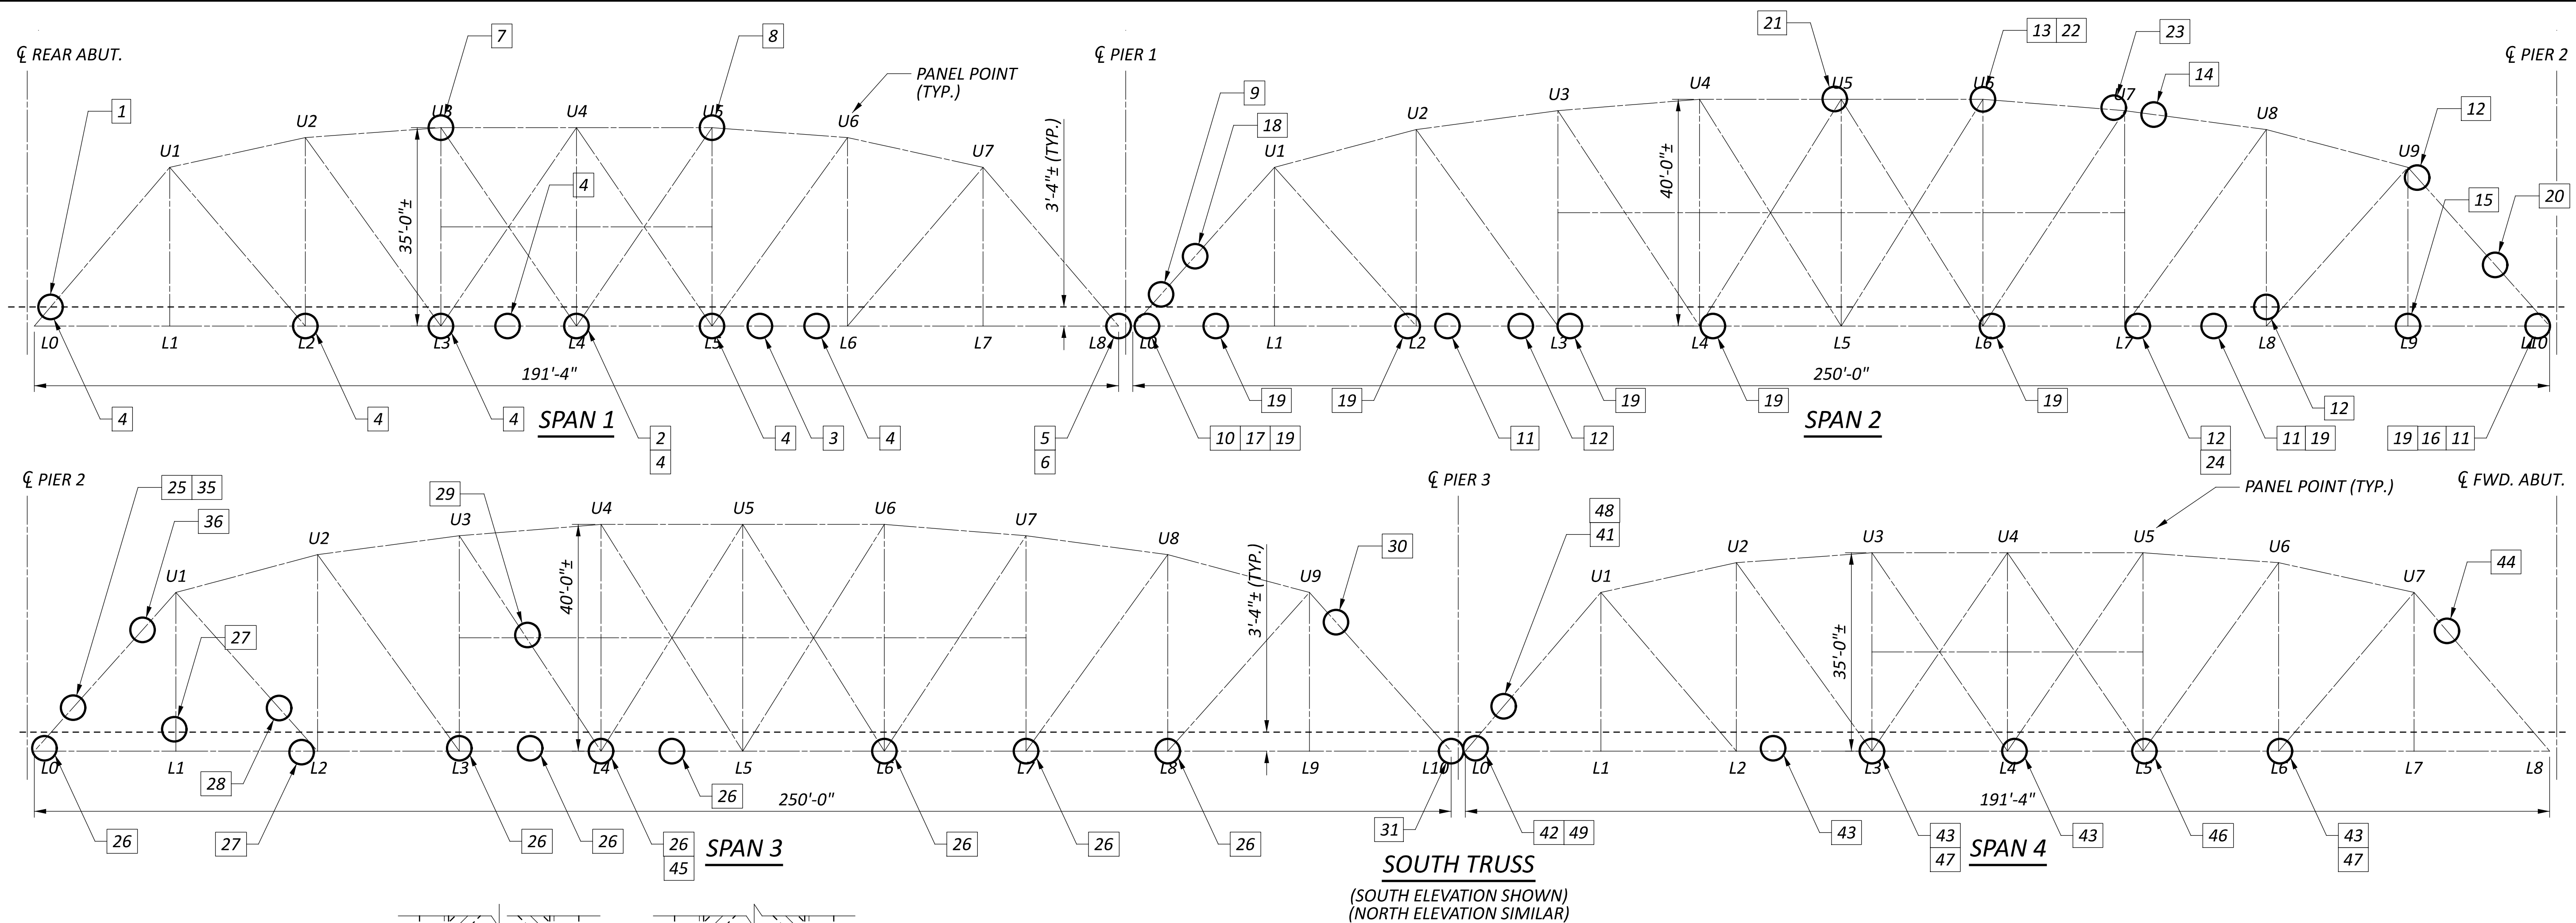 ℄ REAR ABUT.
℄ PIER 1
℄ PIER 2
7
8
21
13 22
23
14
PANEL POINT
(TYP.)
1
9
18
12
15
20
U1
U2
U3
U4
U5
U6
U7
U1
U2
U3
U4
U5
U6
U7
U8
U9
4
35'-0"±
3'-4"± (TYP.)
40'-0"±
L0
L1
L2
L3
L4
L5
L6
L7
L8
L0
L1
L2
L3
L4
L5
L6
L7
L8
L9
L10
191'-4"
250'-0"
4
4
4
2
4
4
3
4
5
6
10 17 19
19
19
11
12
19
19
19
12
24
11 19
12
19 16 11
SPAN 1
SPAN 2
℄ PIER 2
℄ PIER 3
℄ FWD. ABUT.
25 35
36
29
27
28
30
48
41
44
PANEL POINT (TYP.)
U1
U2
U3
U4
U5
U6
U7
U8
U9
U1
U2
U3
U4
U5
U6
U7
40'-0"±
3'-4"± (TYP.)
35'-0"±
L0
L1
L2
L3
L4
L5
L6
L7
L8
L9
L10
L0
L1
L2
L3
L4
L5
L6
L7
L8
250'-0"
191'-4"
26
27
26
26
26
45
26
26
26
26
31
42 49
43
43
47
43
46
43
47
SPAN 3
SPAN 4
SOUTH TRUSS
(SOUTH ELEVATION SHOWN)
(NORTH ELEVATION SIMILAR)